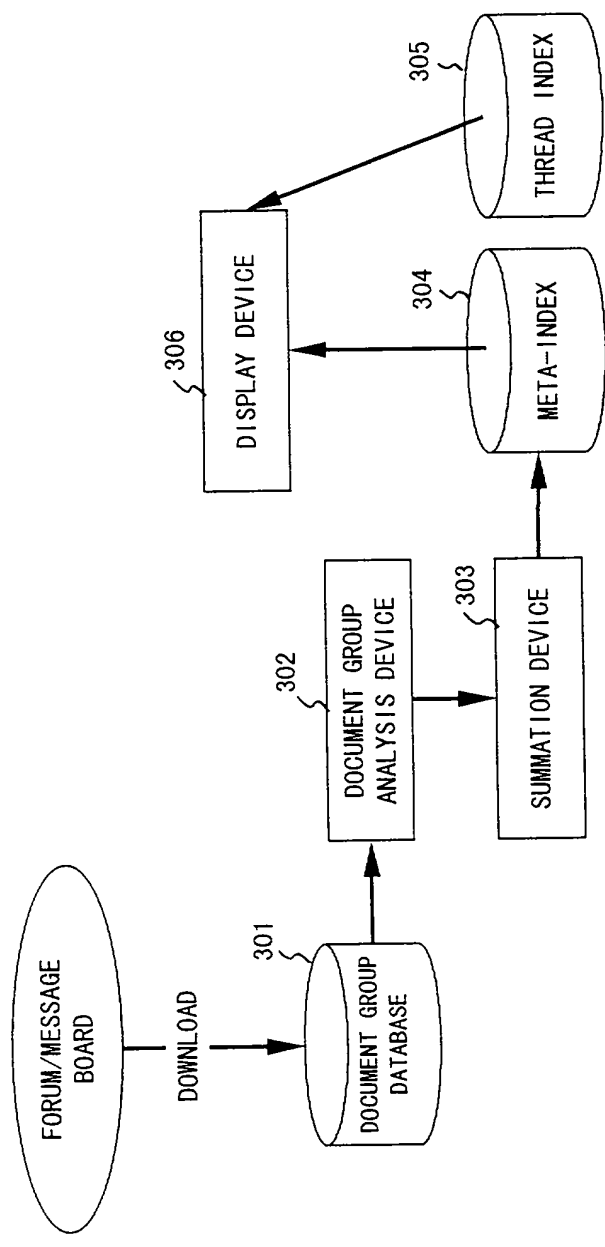 FORUM/MESSAGE
BOARD
DOWNLOAD
301
DOCUMENT GROUP
DATABASE
302
DOCUMENT GROUP
ANALYSIS DEVICE
303
SUMMATION DEVICE
306
DISPLAY DEVICE
304
META-INDEX
305
THREAD INDEX